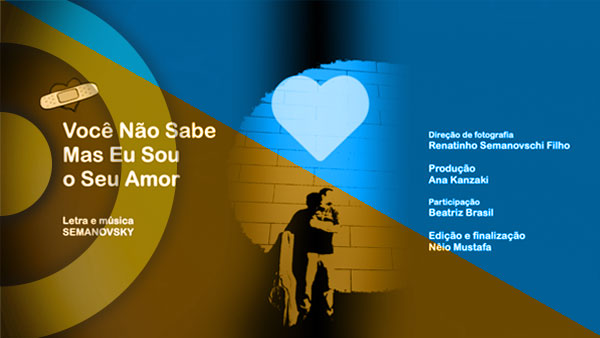 Você Não Sabe
Mas Eu Sou
o Seu Amor
Letra e música
SEMANOVSKY
Direção de fotografia
Renatinho Semanovschi Filho
Produção
Ana Kanzaki
Participação
Beatriz Brasil
Edição e finalização
Nêio Mustafa